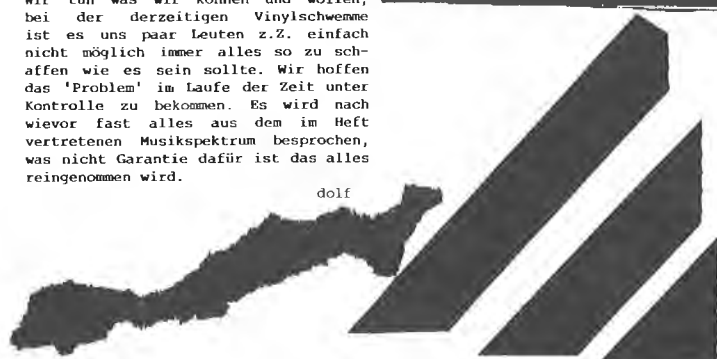 wir tun was wir können und wollen,
bei der derzeitigen Vinylschwemme
ist es uns paar Leuten z.Z. einfach
nicht möglich immer alles so zu sch-
affen wie es sein sollte. Wir hoffen
das 'Problem' im Laufe der Zeit unter
Kontrolle zu bekommen. Es wird nach
wievor fast alles aus dem im Heft
vertretenen Musikspektrum besprochen,
was nicht Garantie dafür ist das alles
reingenommen wird.
dolf